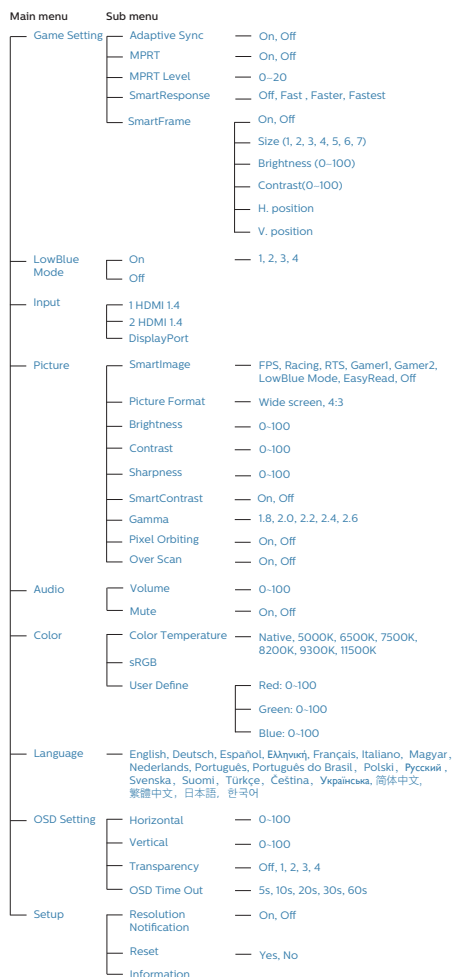 Main menu Sub menu
Game Setting Adaptive Sync On, Off
MPRT On, Off
MPRT Level 0–20
SmartResponse Off, Fast , Faster, Fastest
SmartFrame On, Off
Size (1, 2, 3, 4, 5, 6, 7)
Brightness (0–100)
Contrast(0–100)
H. position
V. position
LowBlue On 1, 2, 3, 4
Mode
Off
Input 1 HDMI 1.4
2 HDMI 1.4
DisplayPort
Picture SmartImage FPS, Racing, RTS, Gamer1, Gamer2,
LowBlue Mode, EasyRead, Off
Picture Format Wide screen, 4:3
Brightness 0~100
Contrast 0~100
Sharpness 0~100
SmartContrast On, Off
Gamma 1.8, 2.0, 2.2, 2.4, 2.6
Pixel Orbiting On, Off
Over Scan On, Off
Audio Volume 0~100
Mute On, Off
Color Color Temperature Native, 5000K, 6500K, 7500K,
8200K, 9300K, 11500K
sRGB
User Define Red: 0~100
Green: 0~100
Blue: 0~100
Language English, Deutsch, Español, Ελληνική, Français, Italiano, Magyar,
Nederlands, Português, Português do Brasil, Polski, Русский ,
Svenska, Suomi, Türkçe, Čeština, Українська, 简体中文,
繁體中文, 日本語, 한국어
OSD Setting Horizontal 0~100
Vertical 0~100
Transparency Off, 1, 2, 3, 4
OSD Time Out 5s, 10s, 20s, 30s, 60s
Setup Resolution On, Off
Notification
Reset Yes, No
Information